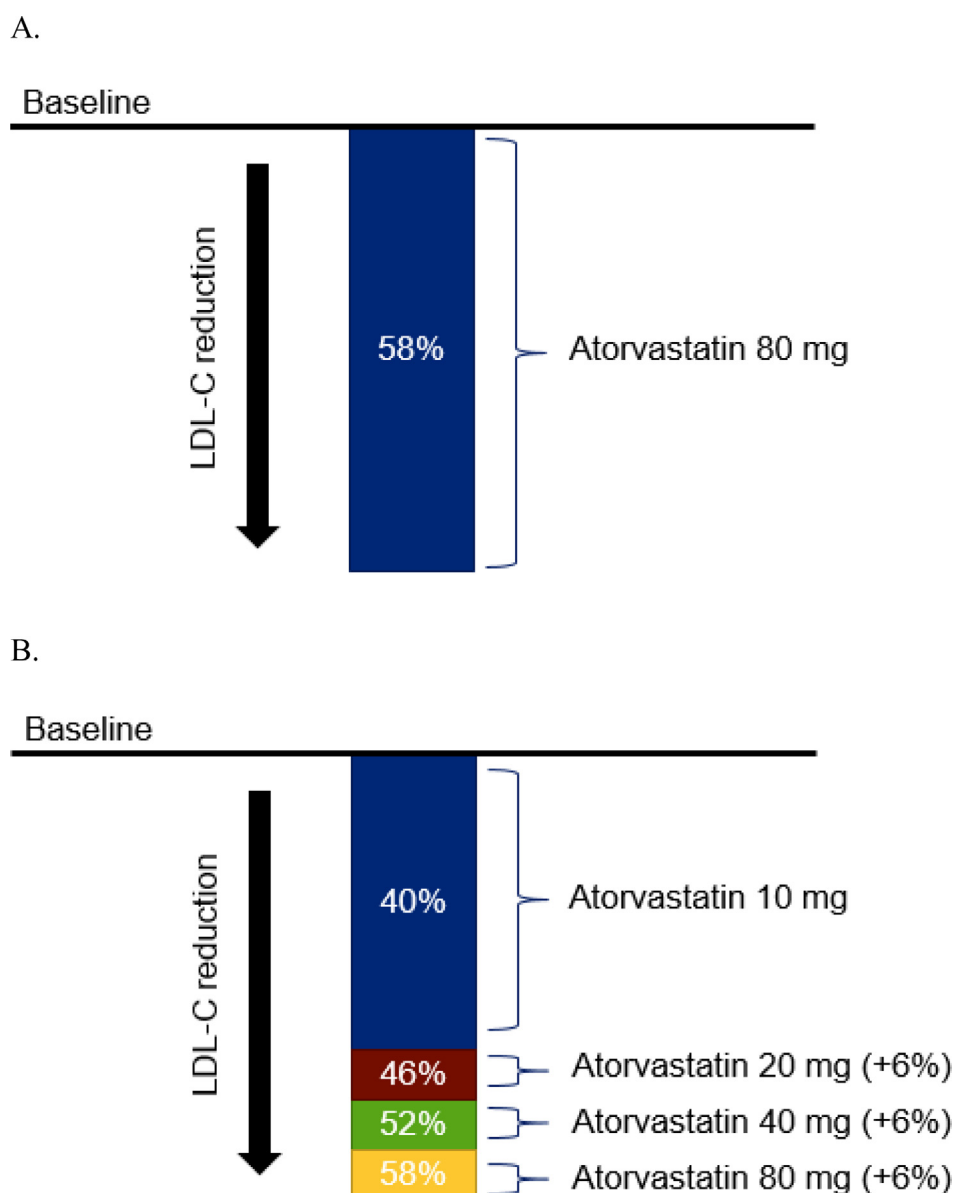 A.
Baseline
LDL-C reduction
58%
Atorvastatin 80 mg
B.
Baseline
LDL-C reduction
40%
Atorvastatin 10 mg
46%
Atorvastatin 20 mg (+6%)
52%
Atorvastatin 40 mg (+6%)
58%
Atorvastatin 80 mg (+6%)